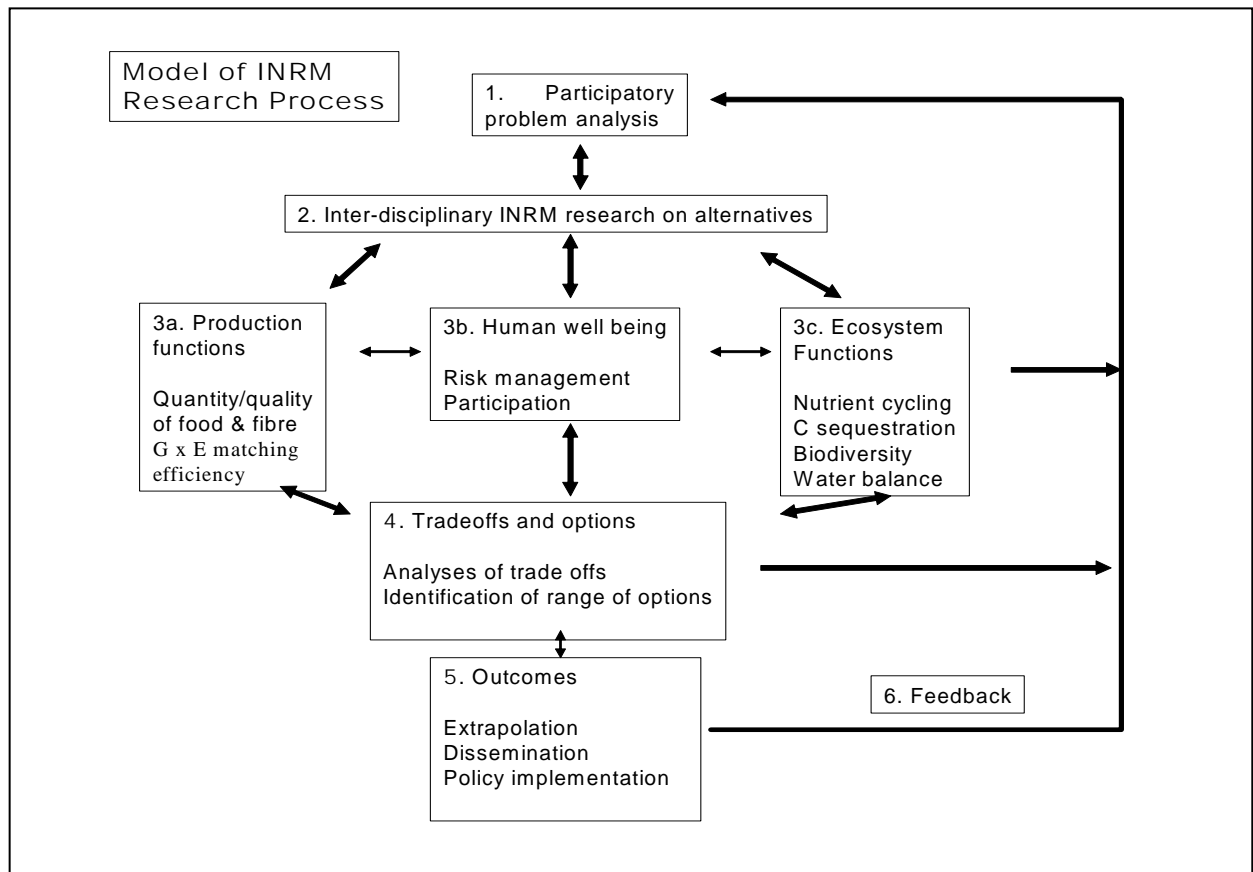 Model of INRM
Research Process
1. Participatory
problem analysis
2. Inter-disciplinary INRM research on alternatives
3a. Production
functions
Quantity/quality
of food & fibre
G x E matching
efficiency
3b. Human well being
Risk management
Participation
3c. Ecosystem
Functions
Nutrient cycling
C sequestration
Biodiversity
Water balance
4. Tradeoffs and options
Analyses of trade offs
Identification of range of options
5. Outcomes
Extrapolation
Dissemination
Policy implementation
6. Feedback